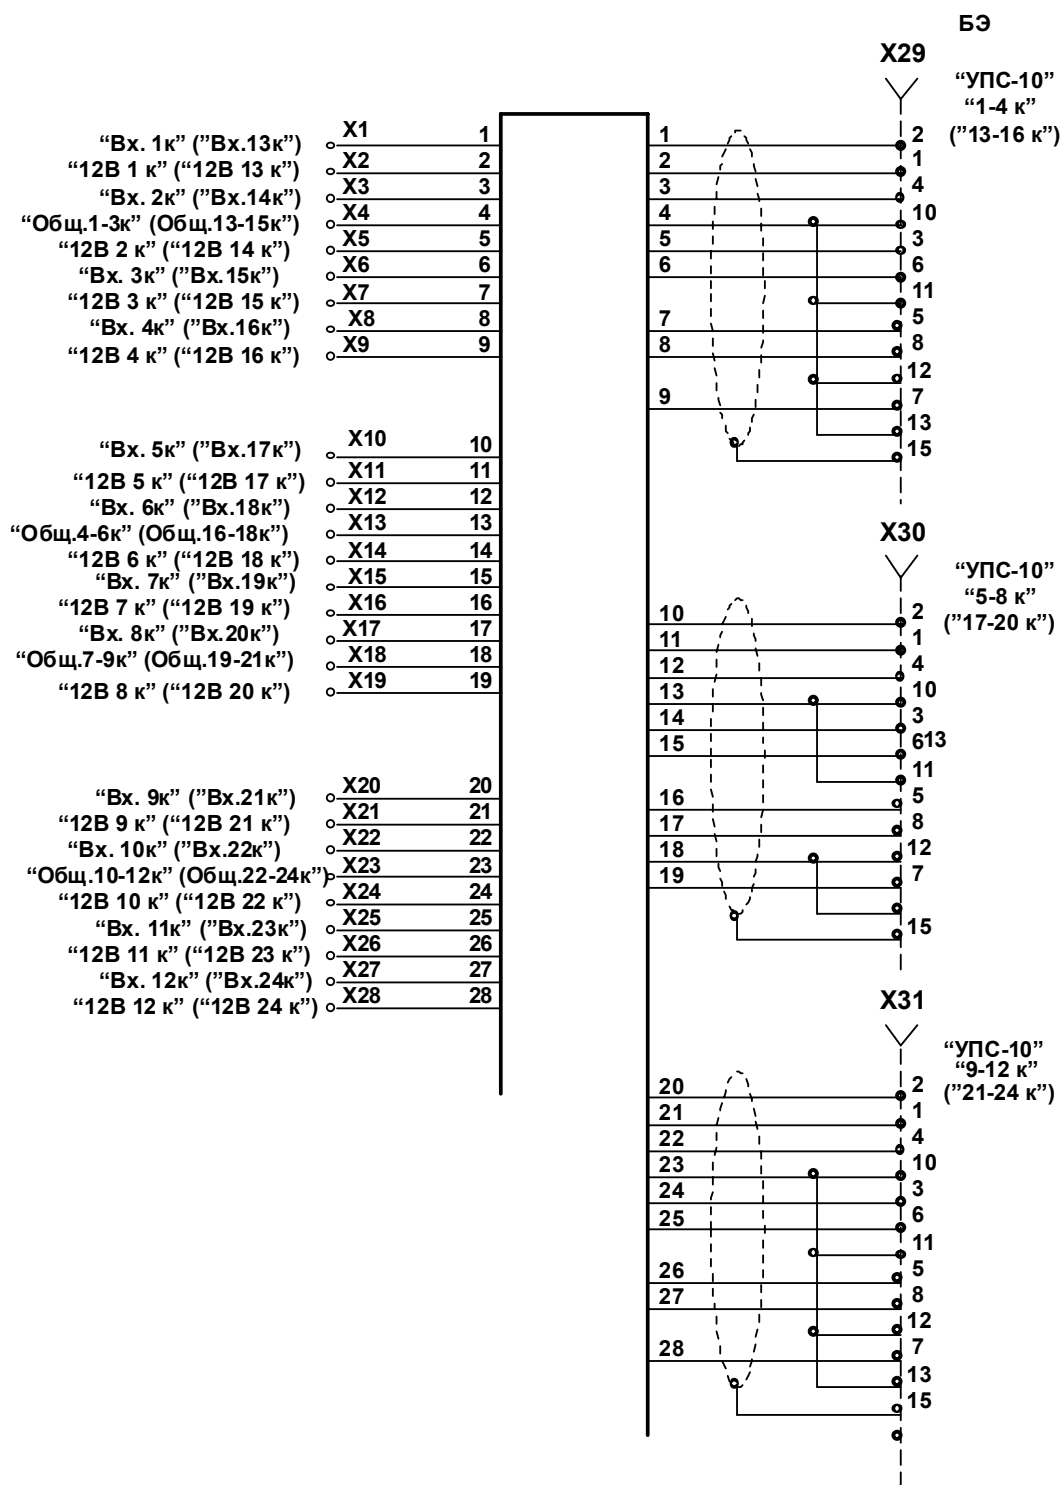 БЭ
X29
“УПС-10”
“1-4 к”
(”13-16 к”)
“Вх. 1к” (”Вх.13к”) X1 1
“12В 1 к” (“12В 13 к”) X2 2
“Вх. 2к” (”Вх.14к”) X3 3
“Общ.1-3к” (Общ.13-15к”) X4 4
“12В 2 к” (“12В 14 к”) X5 5
“Вх. 3к” (”Вх.15к”) X6 6
“12В 3 к” (“12В 15 к”) X7 7
“Вх. 4к” (”Вх.16к”) X8 8
“12В 4 к” (“12В 16 к”) X9 9
“Вх. 5к” (”Вх.17к”) X10 10
“12В 5 к” (“12В 17 к”) X11 11
“Вх. 6к” (”Вх.18к”) X12 12
“Общ.4-6к” (Общ.16-18к”) X13 13
“12В 6 к” (“12В 18 к”) X14 14
“Вх. 7к” (”Вх.19к”) X15 15
“12В 7 к” (“12В 19 к”) X16 16
“Вх. 8к” (”Вх.20к”) X17 17
“Общ.7-9к” (Общ.19-21к”) X18 18
“12В 8 к” (“12В 20 к”) X19 19
“Вх. 9к” (”Вх.21к”) X20 20
“12В 9 к” (“12В 21 к”) X21 21
“Вх. 10к” (”Вх.22к”) X22 22
“Общ.10-12к” (Общ.22-24к”) X23 23
“12В 10 к” (“12В 22 к”) X24 24
“Вх. 11к” (”Вх.23к”) X25 25
“12В 11 к” (“12В 23 к”) X26 26
“Вх. 12к” (”Вх.24к”) X27 27
“12В 12 к” (“12В 24 к”) X28 28
1 2
2 1
3 4
4 10
5 3
6 6
11
7 5
8 8
12
9 7
13
15
X30
“УПС-10”
“5-8 к”
(”17-20 к”)
10 2
11 1
12 4
13 10
14 3
15 613
11
16 5
17 8
18 12
19 7
15
X31
“УПС-10”
“9-12 к”
(”21-24 к”)
20 2
21 1
22 4
23 10
24 3
25 6
11
26 5
27 8
12
28 7
13
15